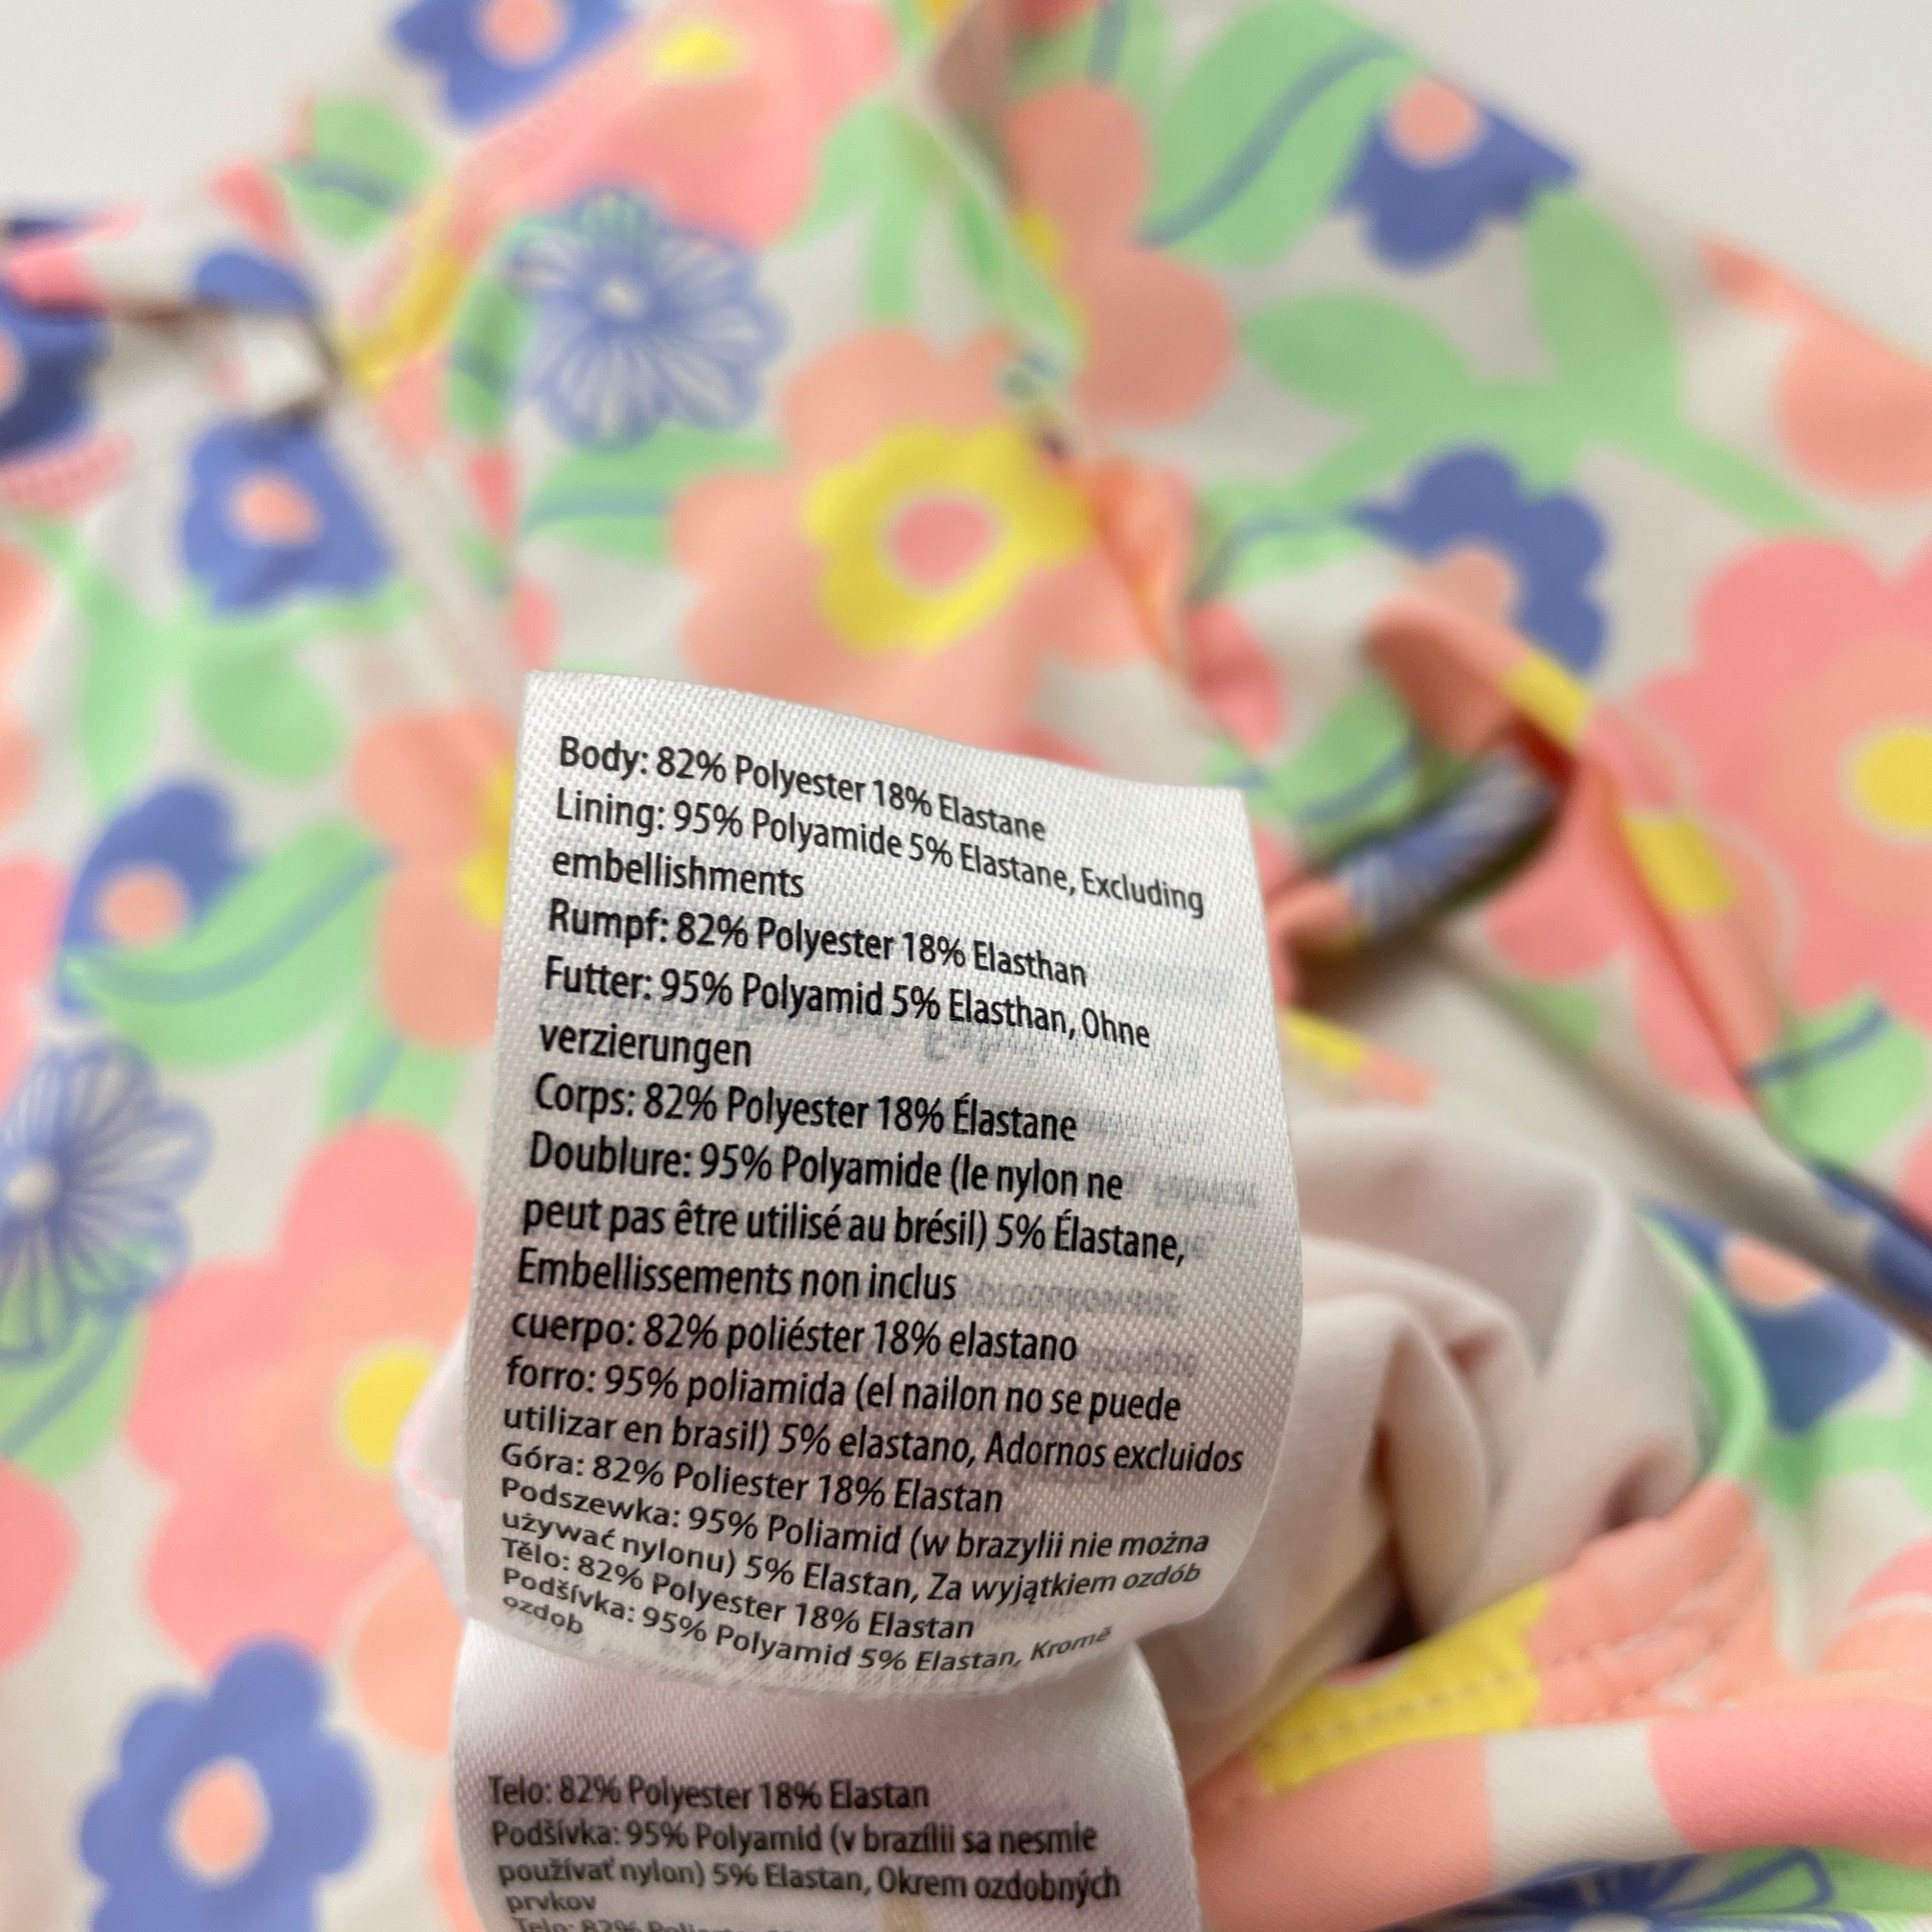 Body: 82% Polyester 18% Elastane
Lining: 95% Polyamide 5% Elastane, Excluding
embellishments
Rumpf: 82% Polyester 18% Elasthan
Futter: 95% Polyamid 5% Elasthan, Ohne
verzierungen
Corps: 82% Polyester 18% Élastane
Doublure: 95% Polyamide (le nylon ne
peut pas être utilisé au brésil) 5% Élastane,
Embellissements non inclus
cuerpo: 82% poliéster 18% elastano
forro: 95% poliamida (el nailon no se puede
utilizar en brasil) 5% elastano, Adornos excluidos
Góra: 82% Poliester 18% Elastan
Podszewka: 95% Poliamid (w brazylii nie można
używać nylonu) 5% Elastan, Za wyjątkiem ozdób
Tělo: 82% Polyester 18% Elastan
Podšívka: 95% Polyamid 5% Elastan, Kromě
ozdob
Telo: 82% Polyester 18% Elastan
Podšívka: 95% Polyamid (v brazílii sa nesmie
používať nylon) 5% Elastan, Okrem ozdobných
prvkov